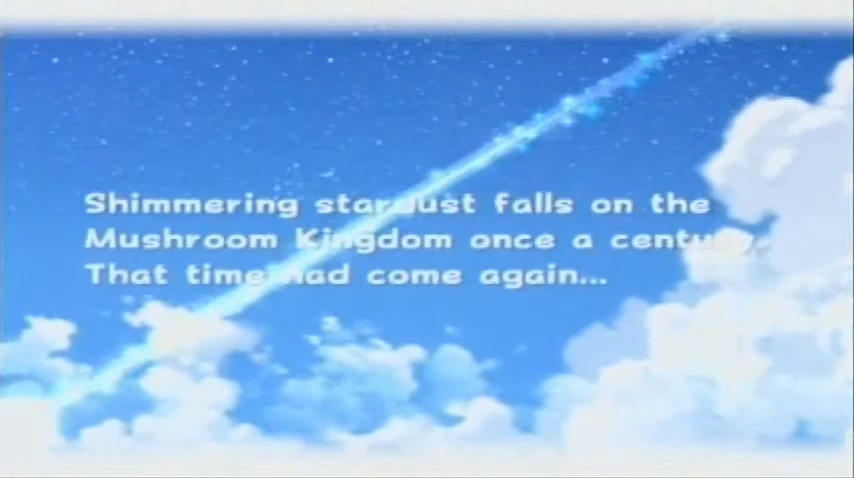 Shimmering stardust falls on the
Mushroom Kingdom once a century.
That time had come again...